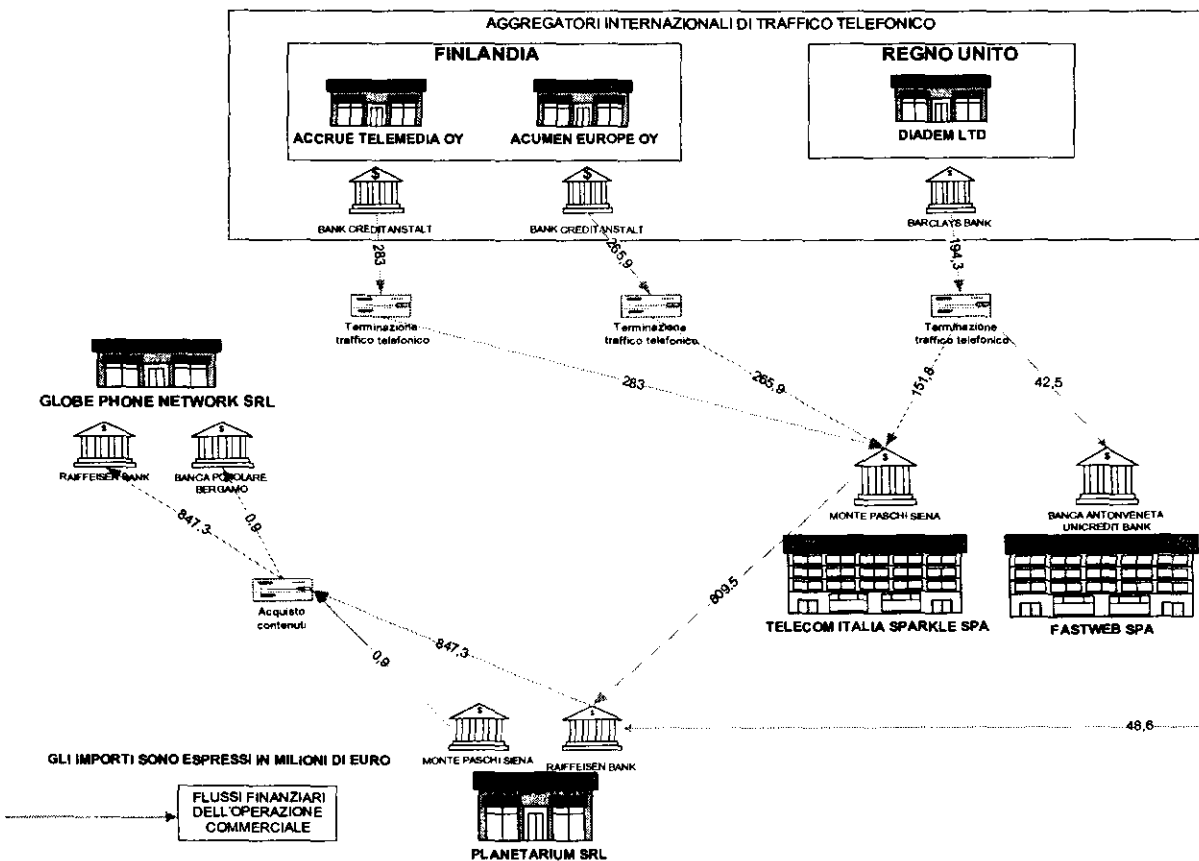 AGGREGATORI INTERNAZIONALI DI TRAFFICO TELEFONICO
FINLANDIA
REGNO UNITO
ACCRUE TELEMEDIA OY
ACUMEN EUROPE OY
DIADEM LTD
BANK CREDITANSTALT
BANK CREDITANSTALT
BARCLAYS BANK
283
265,9
194,3
Terminazione
traffico telefonico
Terminazione
traffico telefonico
Terminazione
traffico telefonico
283
265,9
151,8
42,5
GLOBE PHONE NETWORK SRL
RAIFFEISEN BANK
BANCA POPOLARE
BERGAMO
MONTE PASCHI SIENA
BANCA ANTONVENETA
UNICREDIT BANK
847,3
0,9
Acquisto
contenuti
809,5
TELECOM ITALIA SPARKLE SPA
FASTWEB SPA
0,9
847,3
48,6
GLI IMPORTI SONO ESPRESSI IN MILIONI DI EURO
MONTE PASCHI SIENA
RAIFFEISEN BANK
FLUSSI FINANZIARI
DELL'OPERAZIONE
COMMERCIALE
PLANETARIUM SRL